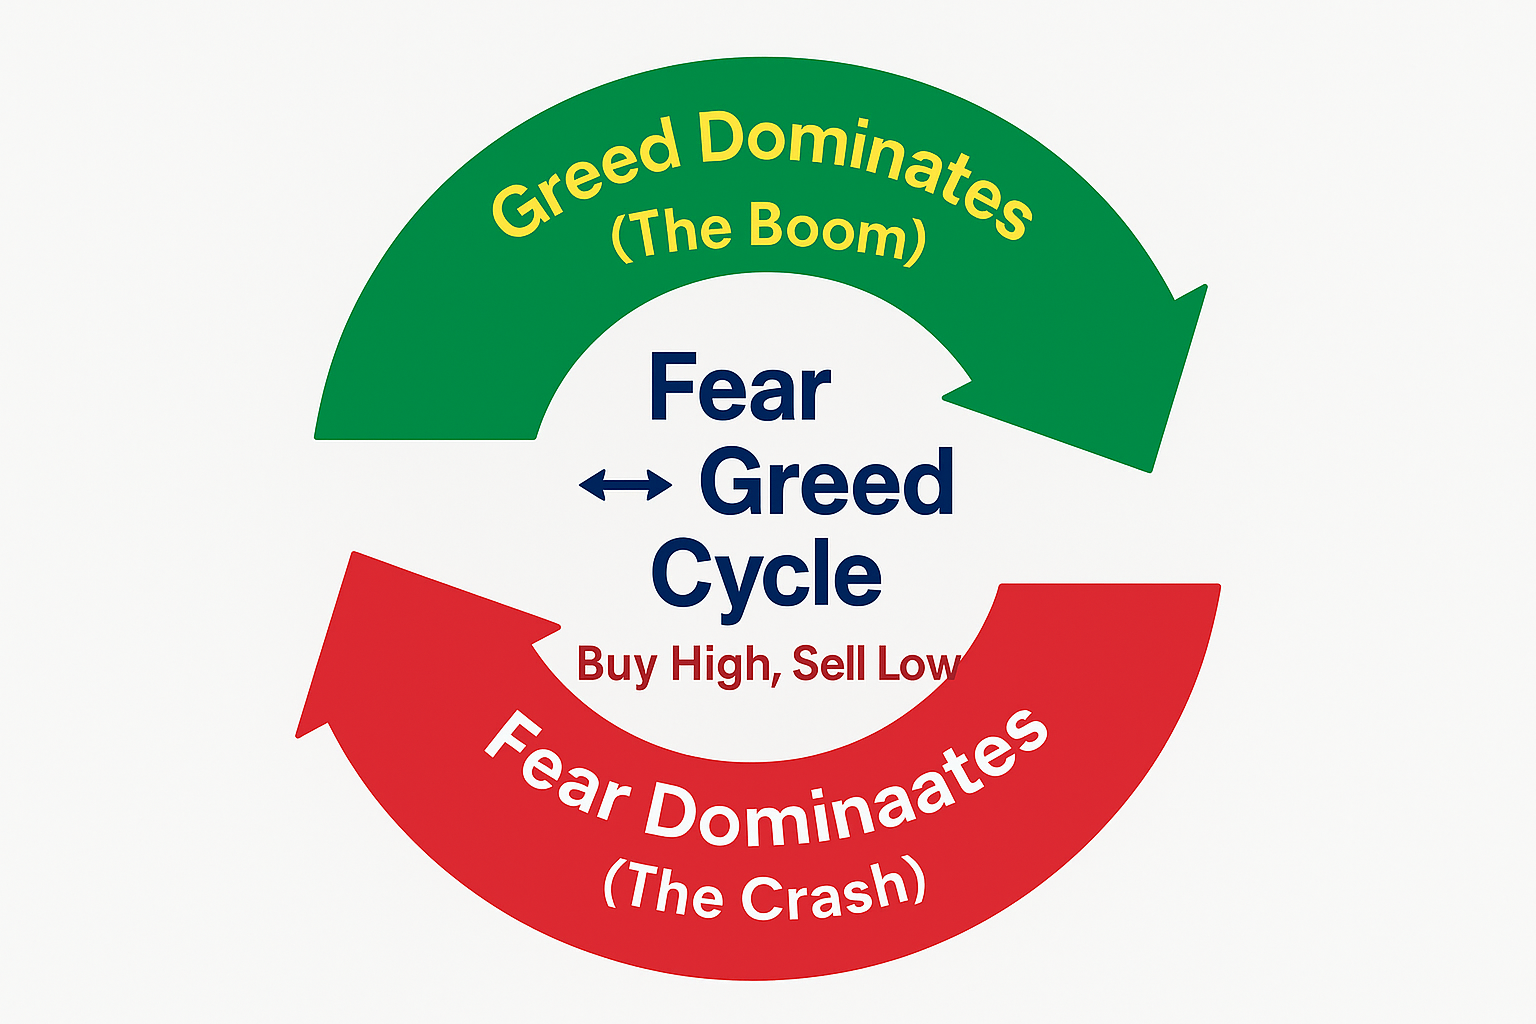 Greed Dominates
(The Boom)
Fear
↔ Greed
Cycle
Buy High, Sell Low
Fear Dominaates
(The Crash)